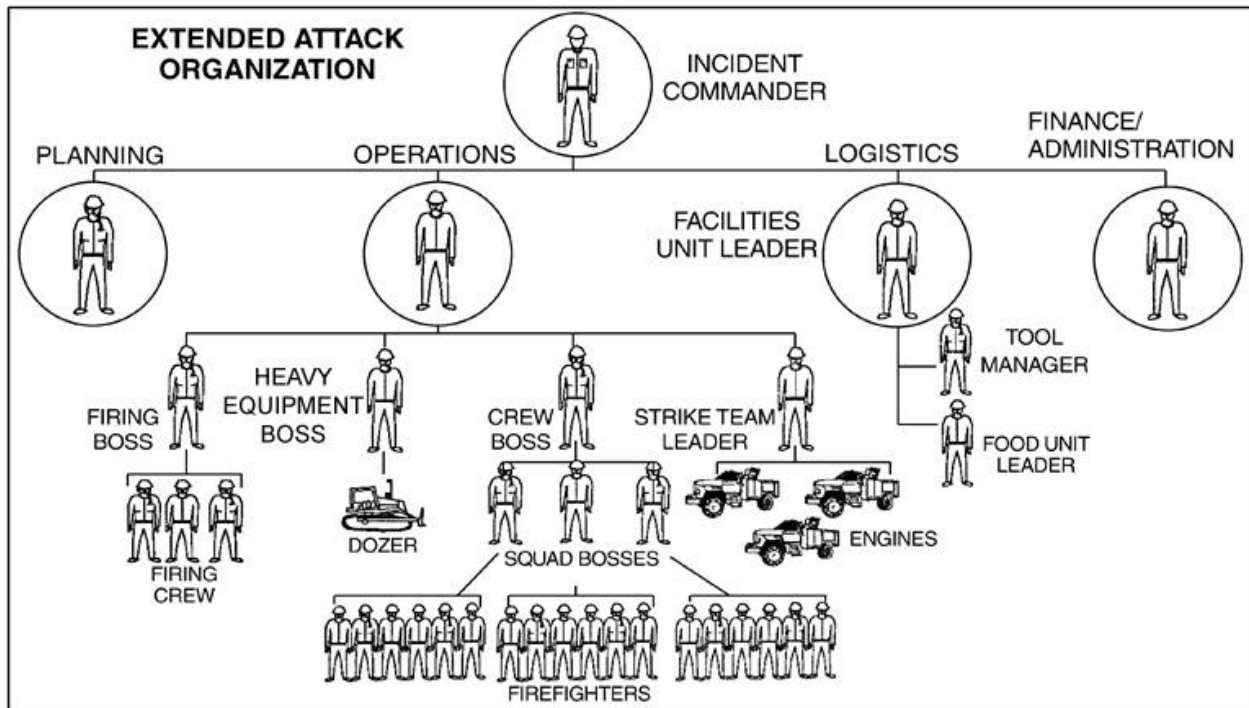 EXTENDED ATTACK
ORGANIZATION
INCIDENT
COMMANDER
PLANNING
OPERATIONS
LOGISTICS
FINANCE/
ADMINISTRATION
FACILITIES
UNIT LEADER
TOOL
MANAGER
FOOD UNIT
LEADER
FIRING
BOSS
HEAVY
EQUIPMENT
BOSS
CREW
BOSS
STRIKE TEAM
LEADER
FIRING
CREW
DOZER
SQUAD BOSSES
ENGINES
FIREFIGHTERS